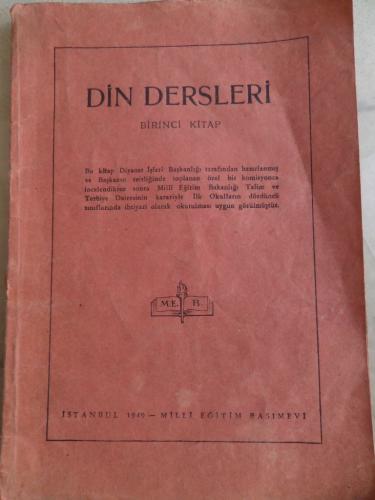 DİN DERSLERİ
BİRİNCİ KİTAP
Bu kitap Diyanet İşleri Başkanlığı tarafından hazırlanmış
ve Başkanın reisliğinde toplanan özel bir komisyonca
incelendikten sonra Millî Eğitim Bakanlığı Talim ve
Terbiye Dairesinin kararıyle İlk Okulların dördüncü
sınıflarında ihtiyari olarak okutulması uygun görülmüştür.
M.E. B.
İSTANBUL 1949 — MİLLÎ EĞİTİM BASIMEVİ